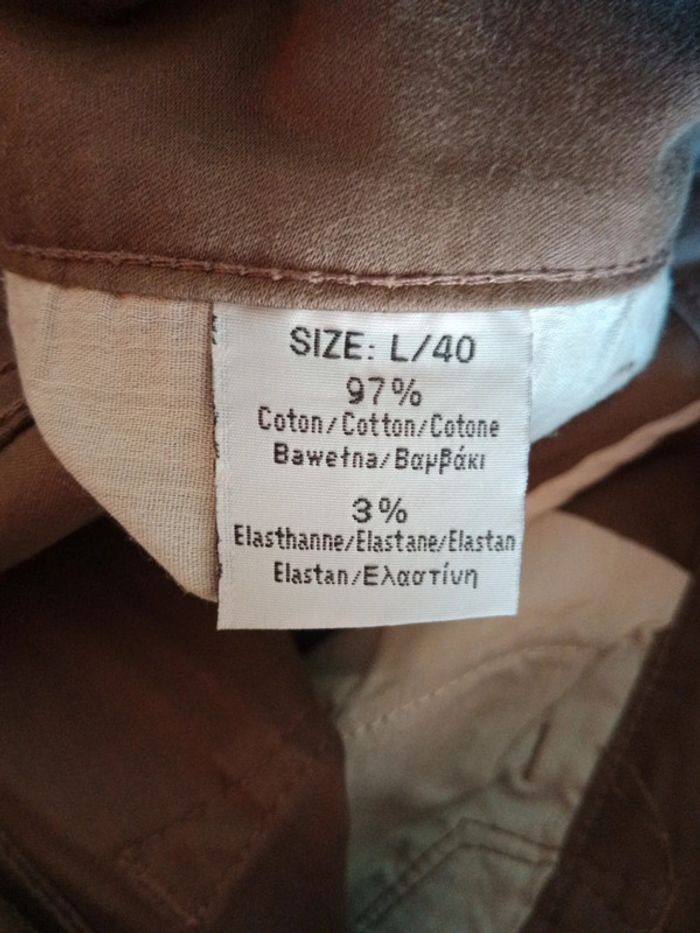 SIZE: L/40
97%
Coton/Cotton/Cotone
Bawełna/Βαμβάκι
3%
Elasthanne/Elastane/Elastan
Elastan/Ελαστίνη